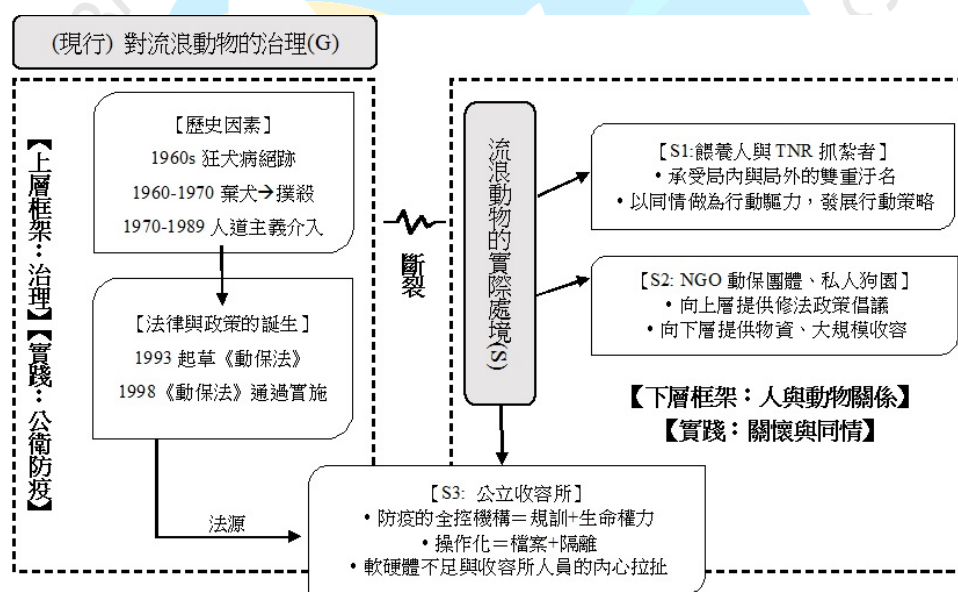 (現行) 對流浪動物的治理(G)
【上層框架：治理】【實踐：公衛防疫】
【歷史因素】
1960s 狂犬病絕跡
1960-1970 棄犬→撲殺
1970-1989 人道主義介入
【法律與政策的誕生】
1993 起草《動保法》
1998《動保法》通過實施
法源
斷裂
流浪動物的實際處境(S)
【S1:餵養人與 TNR 抓紮者】
• 承受局內與局外的雙重汙名
• 以同情做為行動驅力，發展行動策略
【S2: NGO 動保團體、私人狗園】
• 向上層提供修法政策倡議
• 向下層提供物資、大規模收容
【下層框架：人與動物關係】
【實踐：關懷與同情】
【S3: 公立收容所】
• 防疫的全控機構＝規訓+生命權力
• 操作化＝檔案+隔離
• 軟硬體不足與收容所人員的內心拉扯